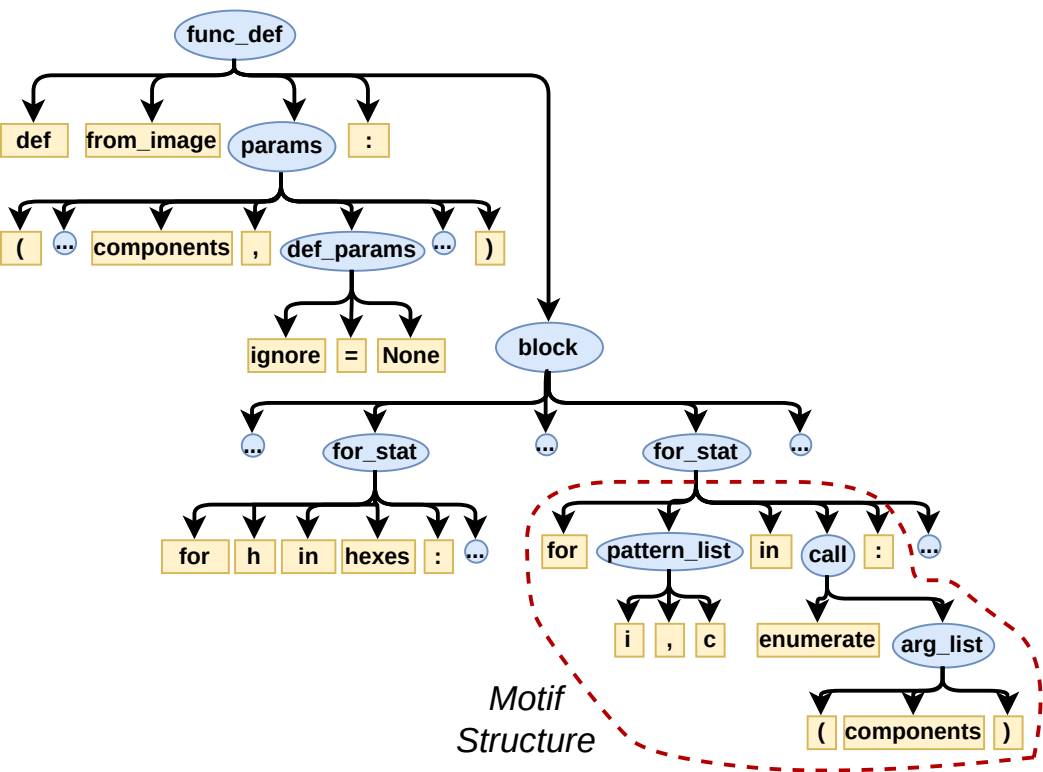 func_def
def from_image params :
( ... components , def_params ... )
ignore = None
block
... for_stat ... for_stat ...
for h in hexes : ...
for pattern_list in call : ...
i , c enumerate arg_list
( components )
Motif
Structure